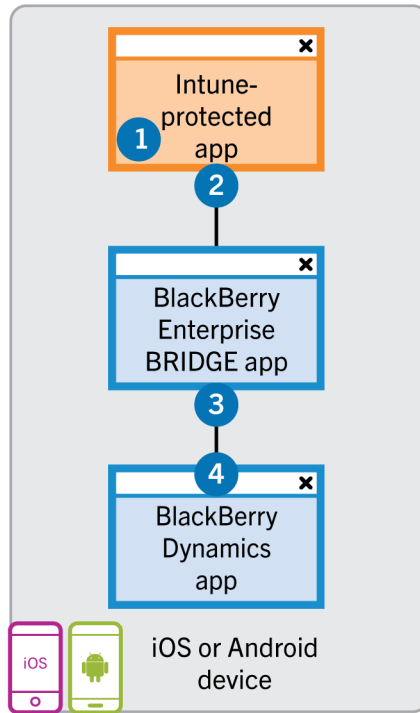 Intune-
protected
app
1
2
BlackBerry
Enterprise
BRIDGE app
3
4
BlackBerry
Dynamics
app
iOS
iOS or Android
device